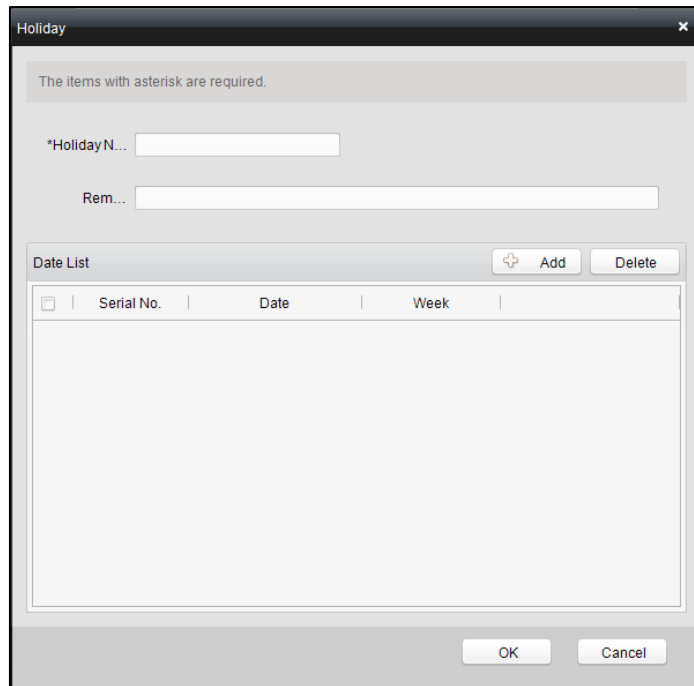 Holiday
The items with asterisk are required.
*Holiday N...
Rem...
Date List Add Delete
Serial No. Date Week
OK Cancel